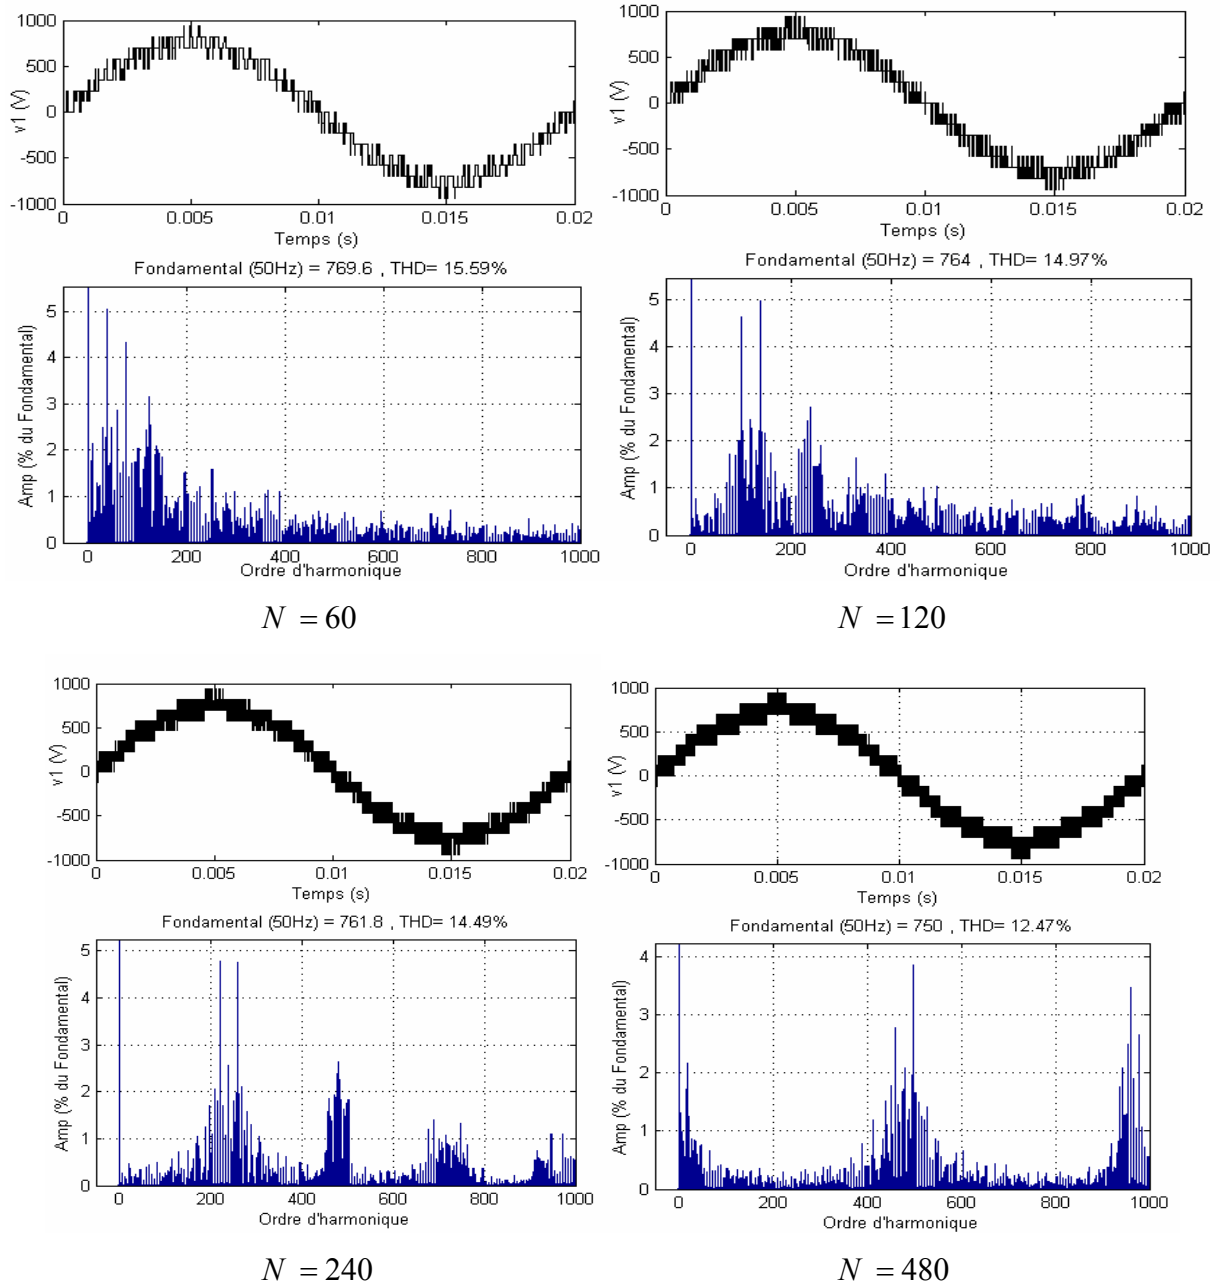 1000
500
0
-500
-1000
v1 (V)
0 0.005 0.01 0.015 0.02
Temps (s)
Fondamental (50Hz) = 769.6 , THD= 15.59%
5
4
3
2
1
0
Amp (% du Fondamental)
0 200 400 600 800 1000
Ordre d'harmonique
N = 60
1000
500
0
-500
-1000
v1 (V)
0 0.005 0.01 0.015 0.02
Temps (s)
Fondamental (50Hz) = 764 , THD= 14.97%
5
4
3
2
1
0
Amp (% du Fondamental)
0 200 400 600 800 1000
Ordre d'harmonique
N = 120
1000
500
0
-500
-1000
v1 (V)
0 0.005 0.01 0.015 0.02
Temps (s)
Fondamental (50Hz) = 761.8 , THD= 14.49%
5
4
3
2
1
0
Amp (% du Fondamental)
0 200 400 600 800 1000
Ordre d'harmonique
N = 240
1000
500
0
-500
-1000
v1 (V)
0 0.005 0.01 0.015 0.02
Temps (s)
Fondamental (50Hz) = 750 , THD= 12.47%
4
3
2
1
0
Amp (% du Fondamental)
0 200 400 600 800 1000
Ordre d'harmonique
N = 480